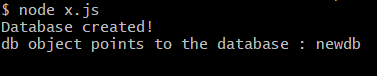 $ node x.js
Database created!
db object points to the database : newdb